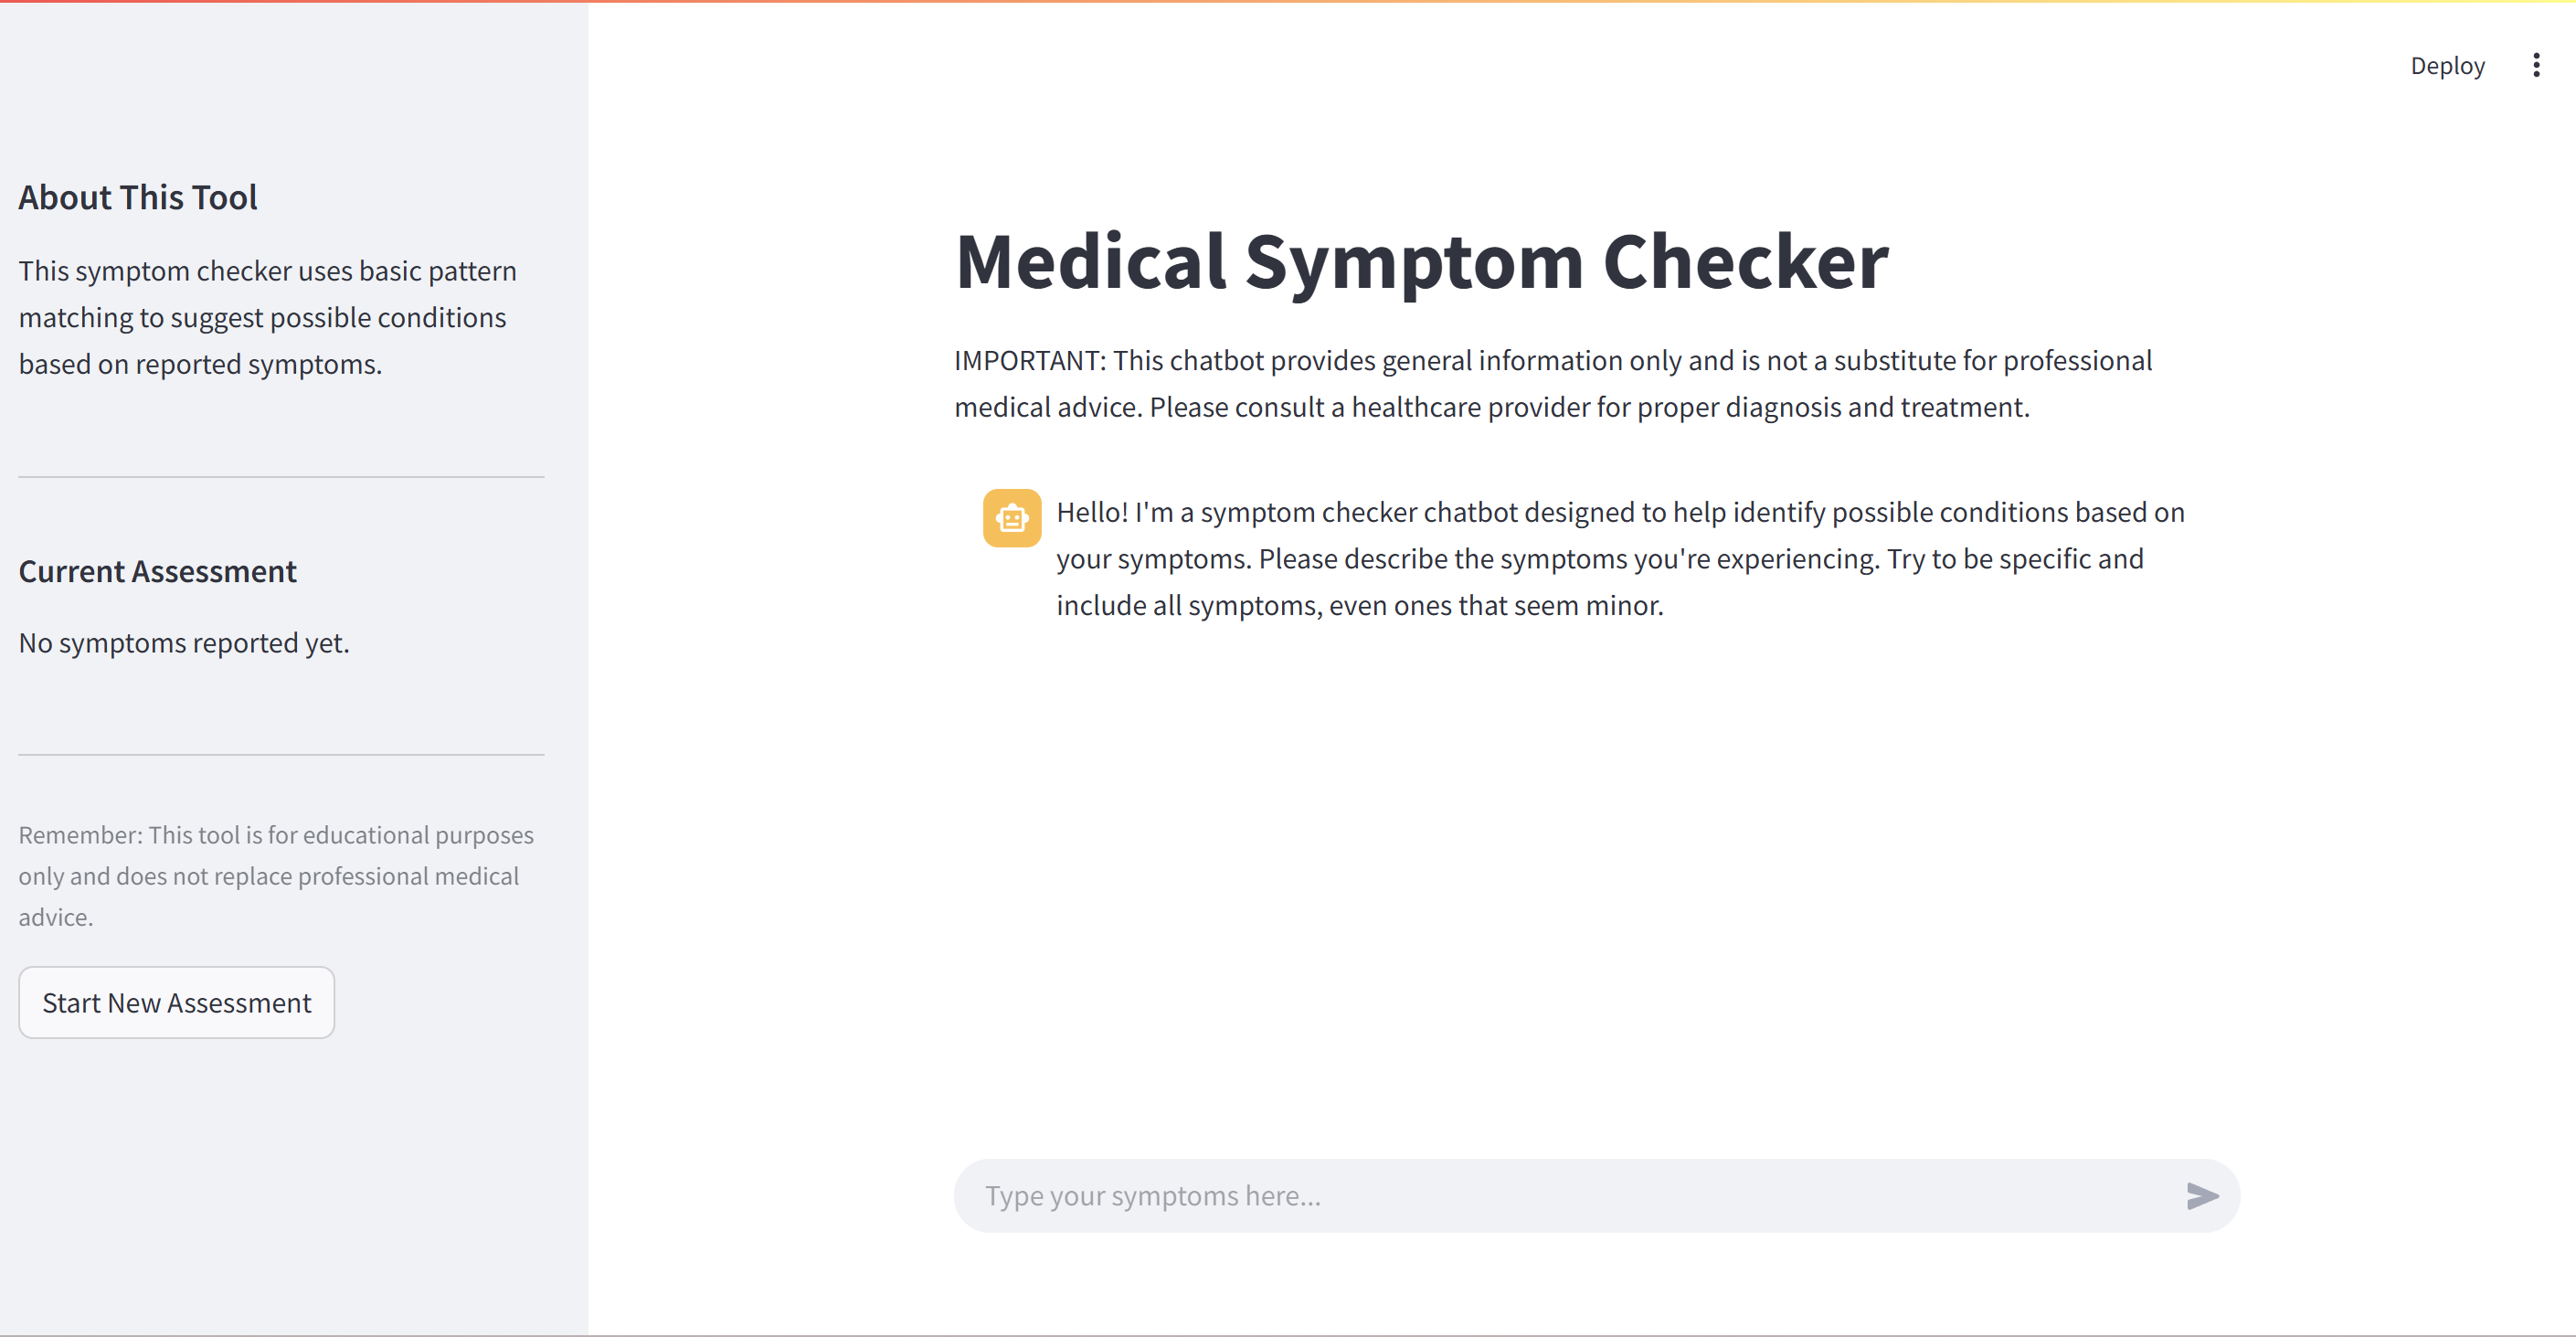 Deploy
About This Tool
This symptom checker uses basic pattern
matching to suggest possible conditions
based on reported symptoms.
Current Assessment
No symptoms reported yet.
Remember: This tool is for educational purposes
only and does not replace professional medical
advice.
Start New Assessment
Medical Symptom Checker
IMPORTANT: This chatbot provides general information only and is not a substitute for professional
medical advice. Please consult a healthcare provider for proper diagnosis and treatment.
Hello! I'm a symptom checker chatbot designed to help identify possible conditions based on
your symptoms. Please describe the symptoms you're experiencing. Try to be specific and
include all symptoms, even ones that seem minor.
Type your symptoms here...